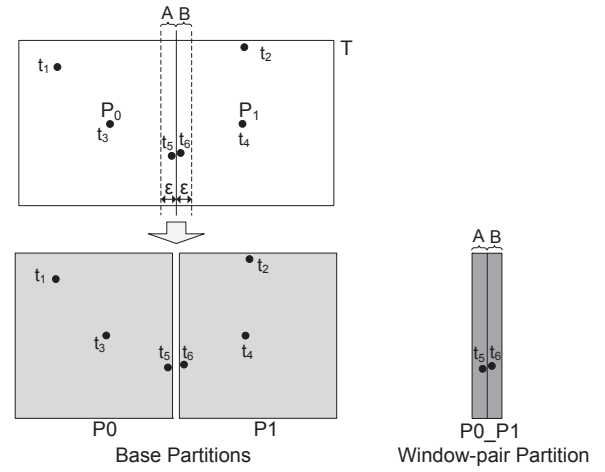 A B
T
t2
t1
P0 P1
t3 t4
t5 t6
ε ε
t1 t2
A B
t3 t4
t5 t6
t5 t6
P0 P1 P0_P1
Base Partitions Window-pair Partition